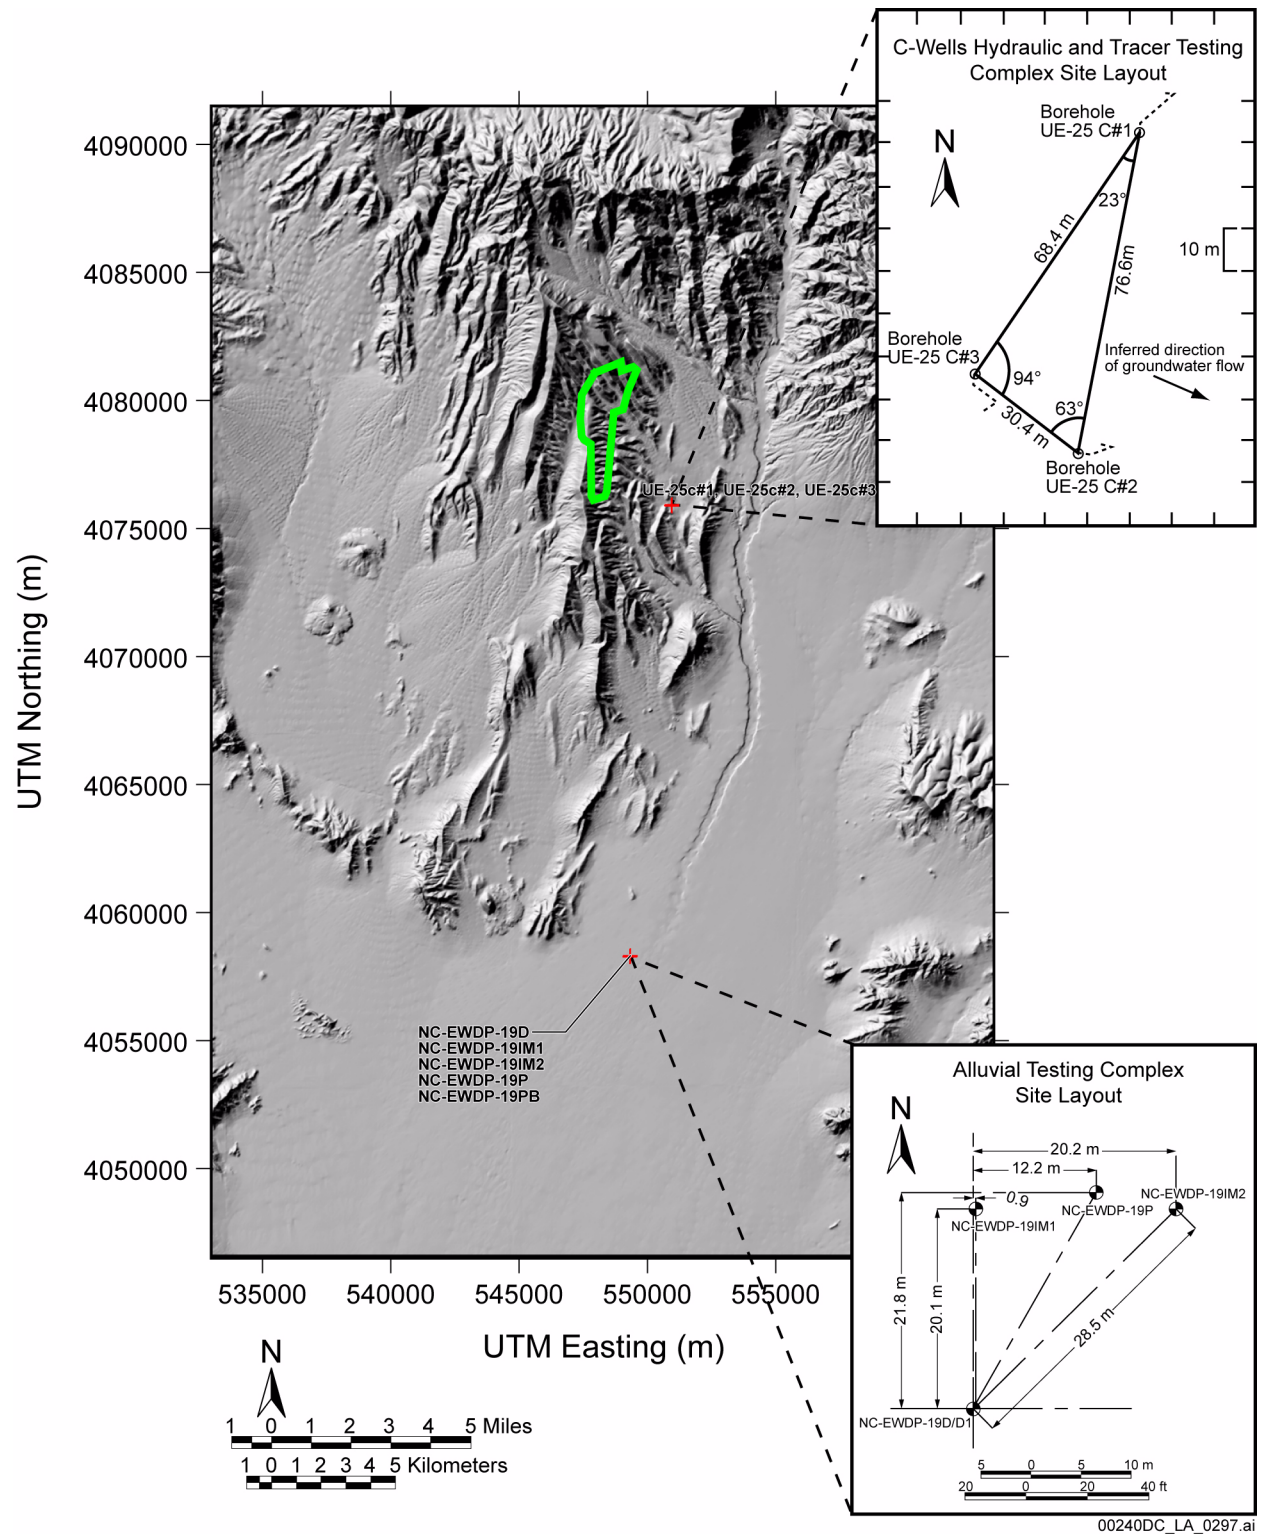 C-Wells Hydraulic and Tracer Testing
Complex Site Layout
Borehole
UE-25 C#1
N
23°
68.4 m
76.6m
10 m
Borehole
UE-25 C#3
94°
Inferred direction
of groundwater flow
63°
30.4 m
Borehole
UE-25 C#2
UTM Northing (m)
4090000
4085000
4080000
4075000
4070000
4065000
4060000
4055000
4050000
UE-25c#1, UE-25c#2, UE-25c#3
NC-EWDP-19D
NC-EWDP-19IM1
NC-EWDP-19IM2
NC-EWDP-19P
NC-EWDP-19PB
535000 540000 545000 550000 555000
UTM Easting (m)
N
1 0 1 2 3 4 5 Miles
1 0 1 2 3 4 5 Kilometers
Alluvial Testing Complex
Site Layout
N
20.2 m
12.2 m
0.9
NC-EWDP-19IM2
NC-EWDP-19P
NC-EWDP-19IM1
21.8 m
20.1 m
28.5 m
NC-EWDP-19D/D1
5 0 5 10 m
20 0 20 40 ft
00240DC_LA_0297.ai